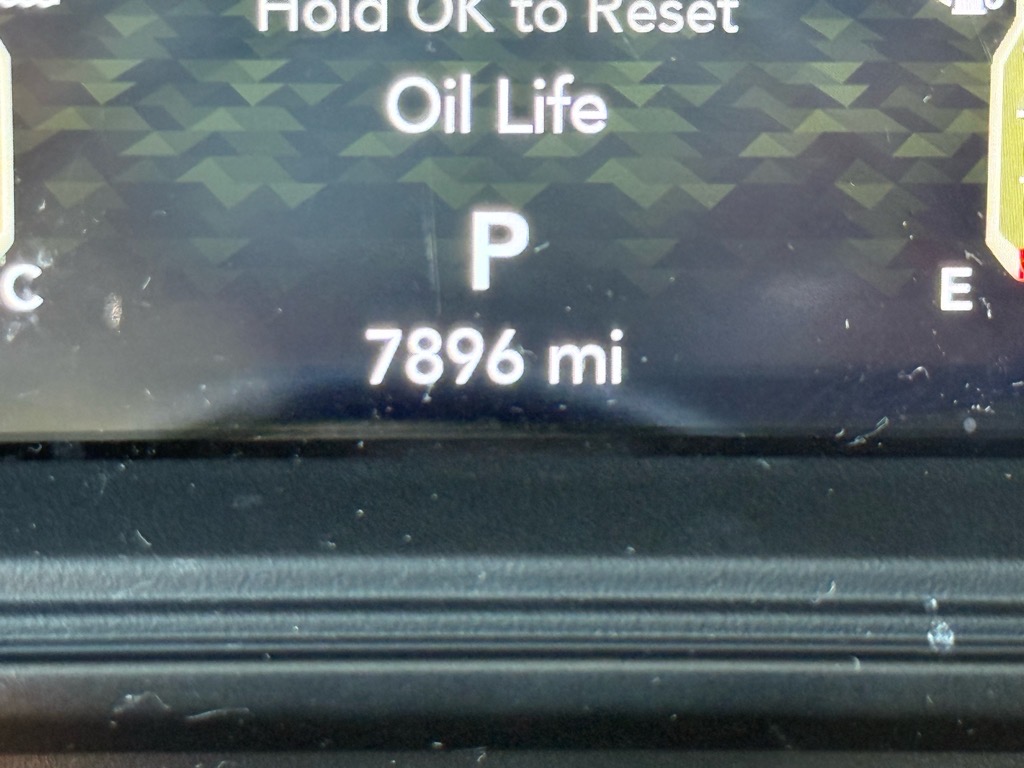 Hold OK to Reset
Oil Life
P
C
E
7896 mi